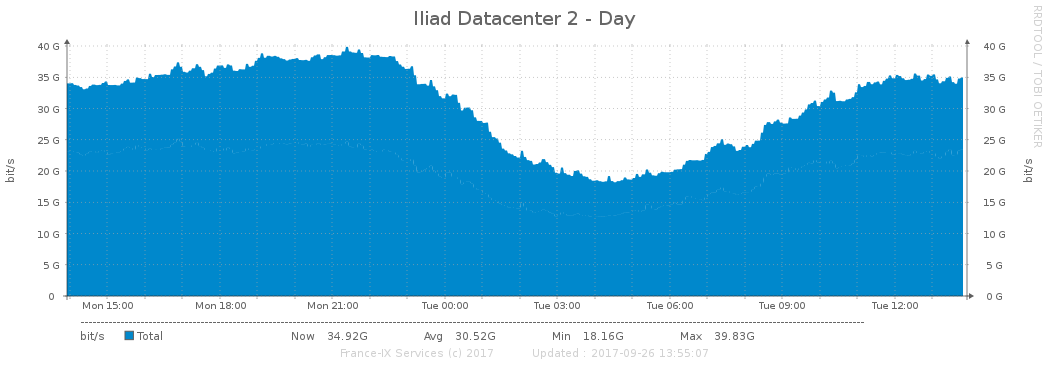 Iliad Datacenter 2 - Day
RRDTOOL / TOBI OETIKER
bit/s
40 G 40 G
35 G 35 G
30 G 30 G
25 G 25 G
20 G 20 G
15 G 15 G
10 G 10 G
5 G 5 G
0 0 G
bit/s
Mon 15:00 Mon 18:00 Mon 21:00 Tue 00:00 Tue 03:00 Tue 06:00 Tue 09:00 Tue 12:00
bit/s Total Now 34.92G Avg 30.52G Min 18.16G Max 39.83G
France-IX Services (c) 2017 Updated : 2017-09-26 13:55:07